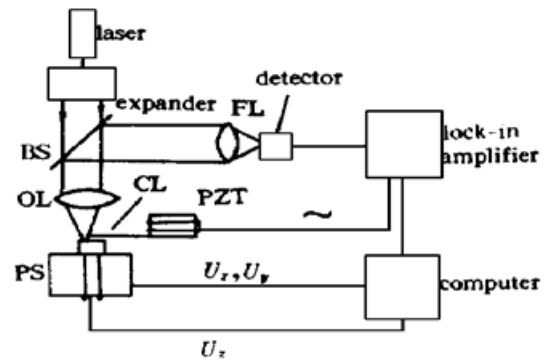 laser
expander
FL
detector
BS
lock-in
amplifier
OL
CL
PZT
~
PS
Ux, Uy
computer
Uz